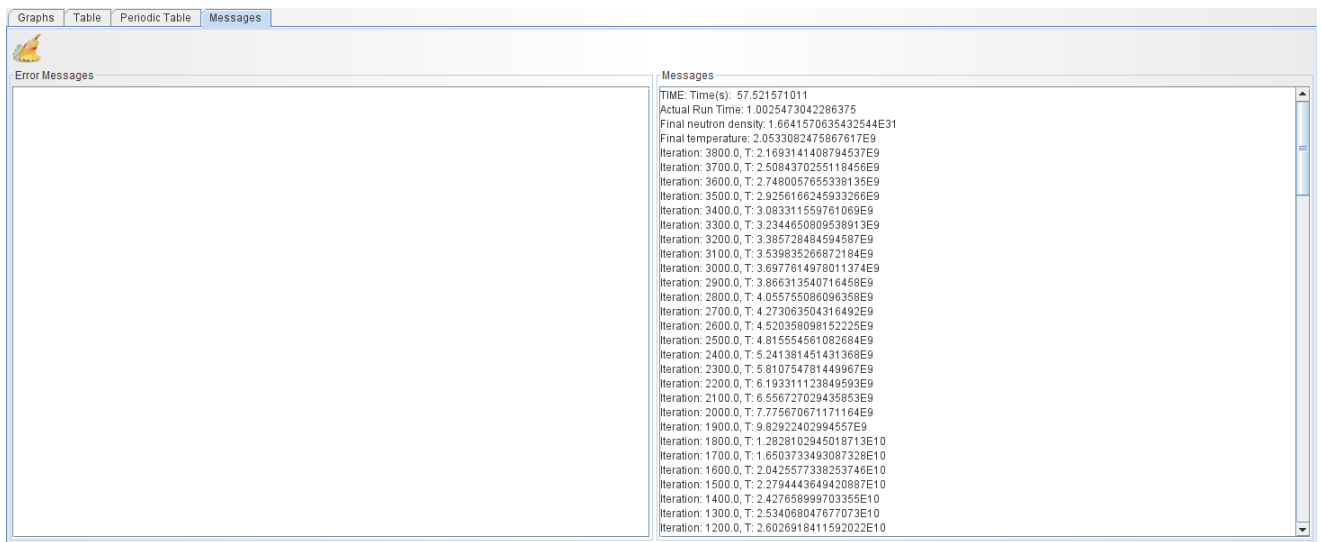 Graphs Table Periodic Table Messages
Error Messages
Messages
TIME: Time(s): 57.521571011
Actual Run Time: 1.0025473042286375
Final neutron density: 1.6641570635432544E31
Final temperature: 2.0533082475867617E9
Iteration: 3800.0, T: 2.1693141408794537E9
Iteration: 3700.0, T: 2.5084370255118456E9
Iteration: 3600.0, T: 2.7480057655338135E9
Iteration: 3500.0, T: 2.9256166245933266E9
Iteration: 3400.0, T: 3.083311559761069E9
Iteration: 3300.0, T: 3.2344650809538913E9
Iteration: 3200.0, T: 3.385728484594587E9
Iteration: 3100.0, T: 3.539835266872184E9
Iteration: 3000.0, T: 3.6977614978011374E9
Iteration: 2900.0, T: 3.866313540716458E9
Iteration: 2800.0, T: 4.055755086096358E9
Iteration: 2700.0, T: 4.273063504316492E9
Iteration: 2600.0, T: 4.520358098152225E9
Iteration: 2500.0, T: 4.815554561082684E9
Iteration: 2400.0, T: 5.241381451431368E9
Iteration: 2300.0, T: 5.810754781449967E9
Iteration: 2200.0, T: 6.193311123849593E9
Iteration: 2100.0, T: 6.556727029435853E9
Iteration: 2000.0, T: 7.775670671171164E9
Iteration: 1900.0, T: 9.82922402994557E9
Iteration: 1800.0, T: 1.2828102945018713E10
Iteration: 1700.0, T: 1.6503733493087328E10
Iteration: 1600.0, T: 2.0425577338253746E10
Iteration: 1500.0, T: 2.2794443649420887E10
Iteration: 1400.0, T: 2.427658999703355E10
Iteration: 1300.0, T: 2.534068047677073E10
Iteration: 1200.0, T: 2.6026918411592022E10